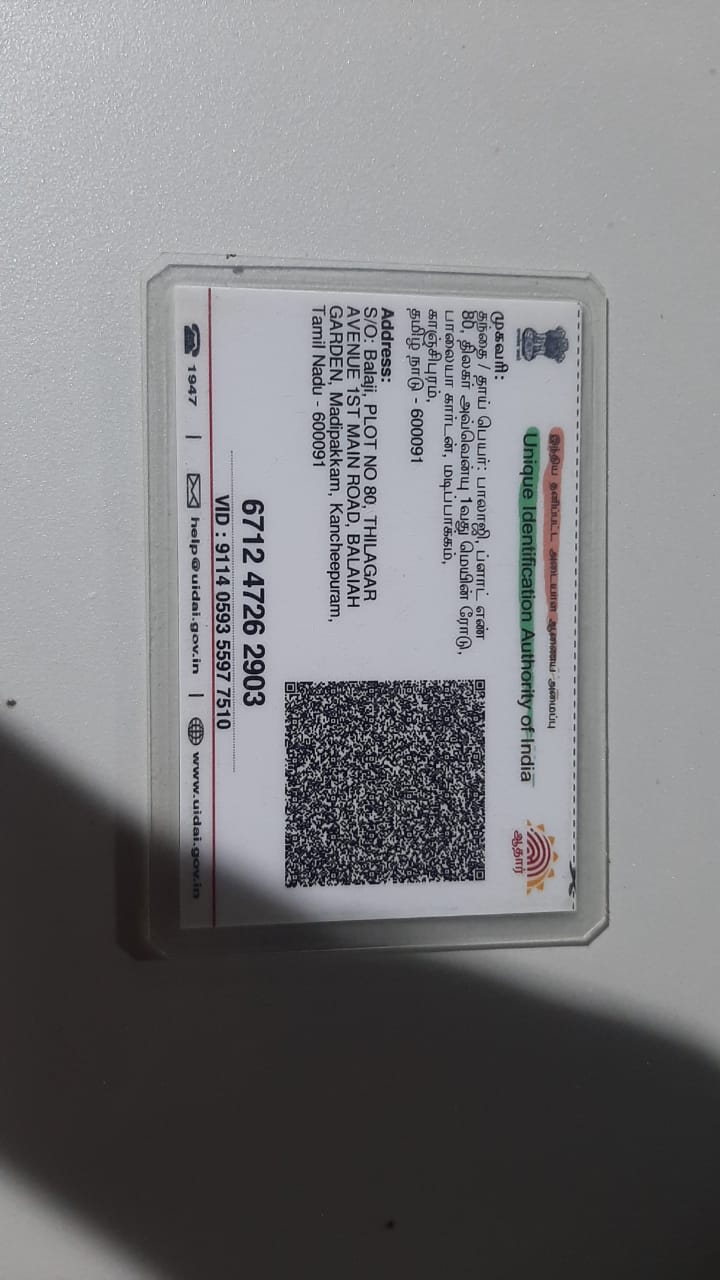 இந்திய தனிப்பட்ட அடையாள ஆணைய அமைப்பு
Unique Identification Authority of India
ஆதார்
முகவரி:
தந்தை / தாய் பெயர்: பாலாஜி, ப்ளாட் எண்
80, திலகர் அவ்வென்யு 1வது மெயின் ரோடு,
பாலையா கார்டன், மடிப்பாக்கம்,
காஞ்சிபுரம்,
தமிழ் நாடு - 600091
Address:
S/O: Balaji, PLOT NO 80, THILAGAR
AVENUE 1ST MAIN ROAD, BALAIAH
GARDEN, Madipakkam, Kancheepuram,
Tamil Nadu - 600091
6712 4726 2903
VID : 9114 0593 5597 7510
1947 | help@uidai.gov.in | www.uidai.gov.in